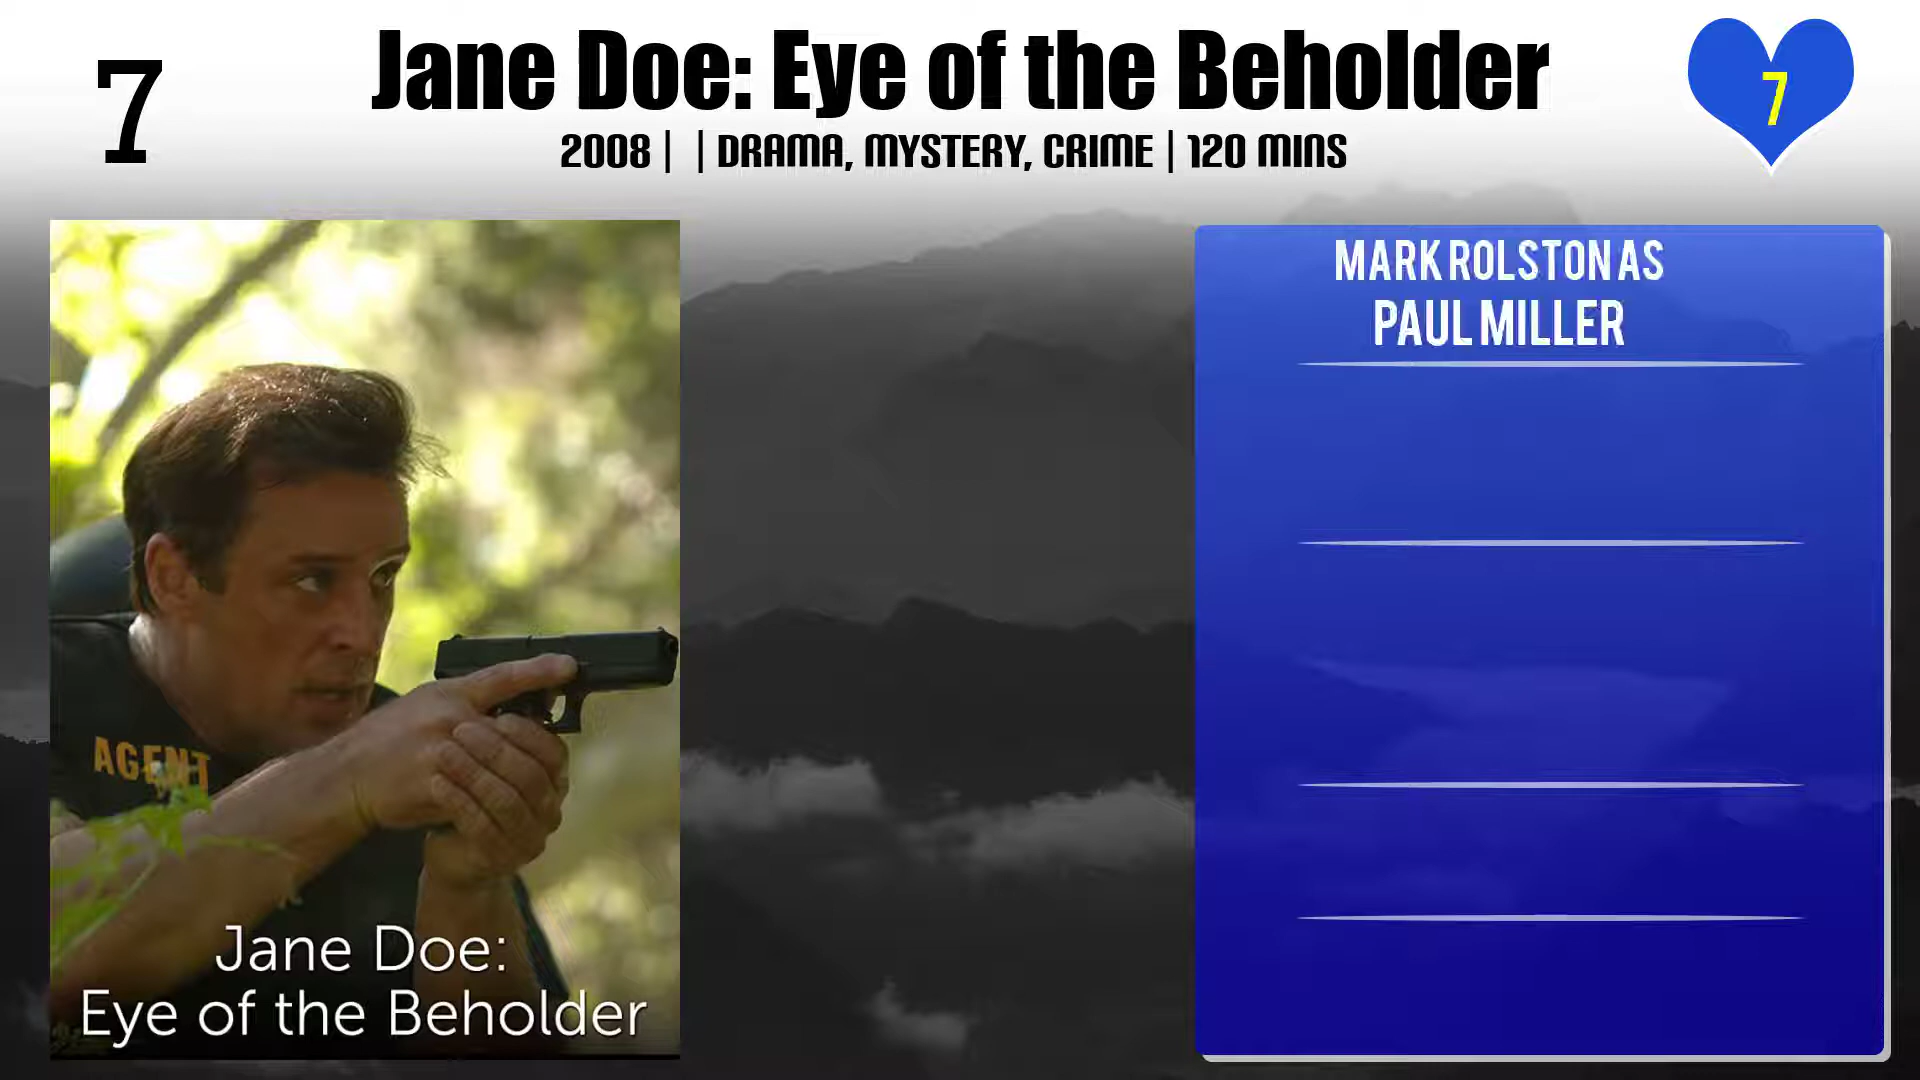 7
Jane Doe: Eye of the Beholder
7
2008 | | DRAMA, MYSTERY, CRIME | 120 MINS
MARK ROLSTON AS
PAUL MILLER
AGENT
Jane Doe:
Eye of the Beholder